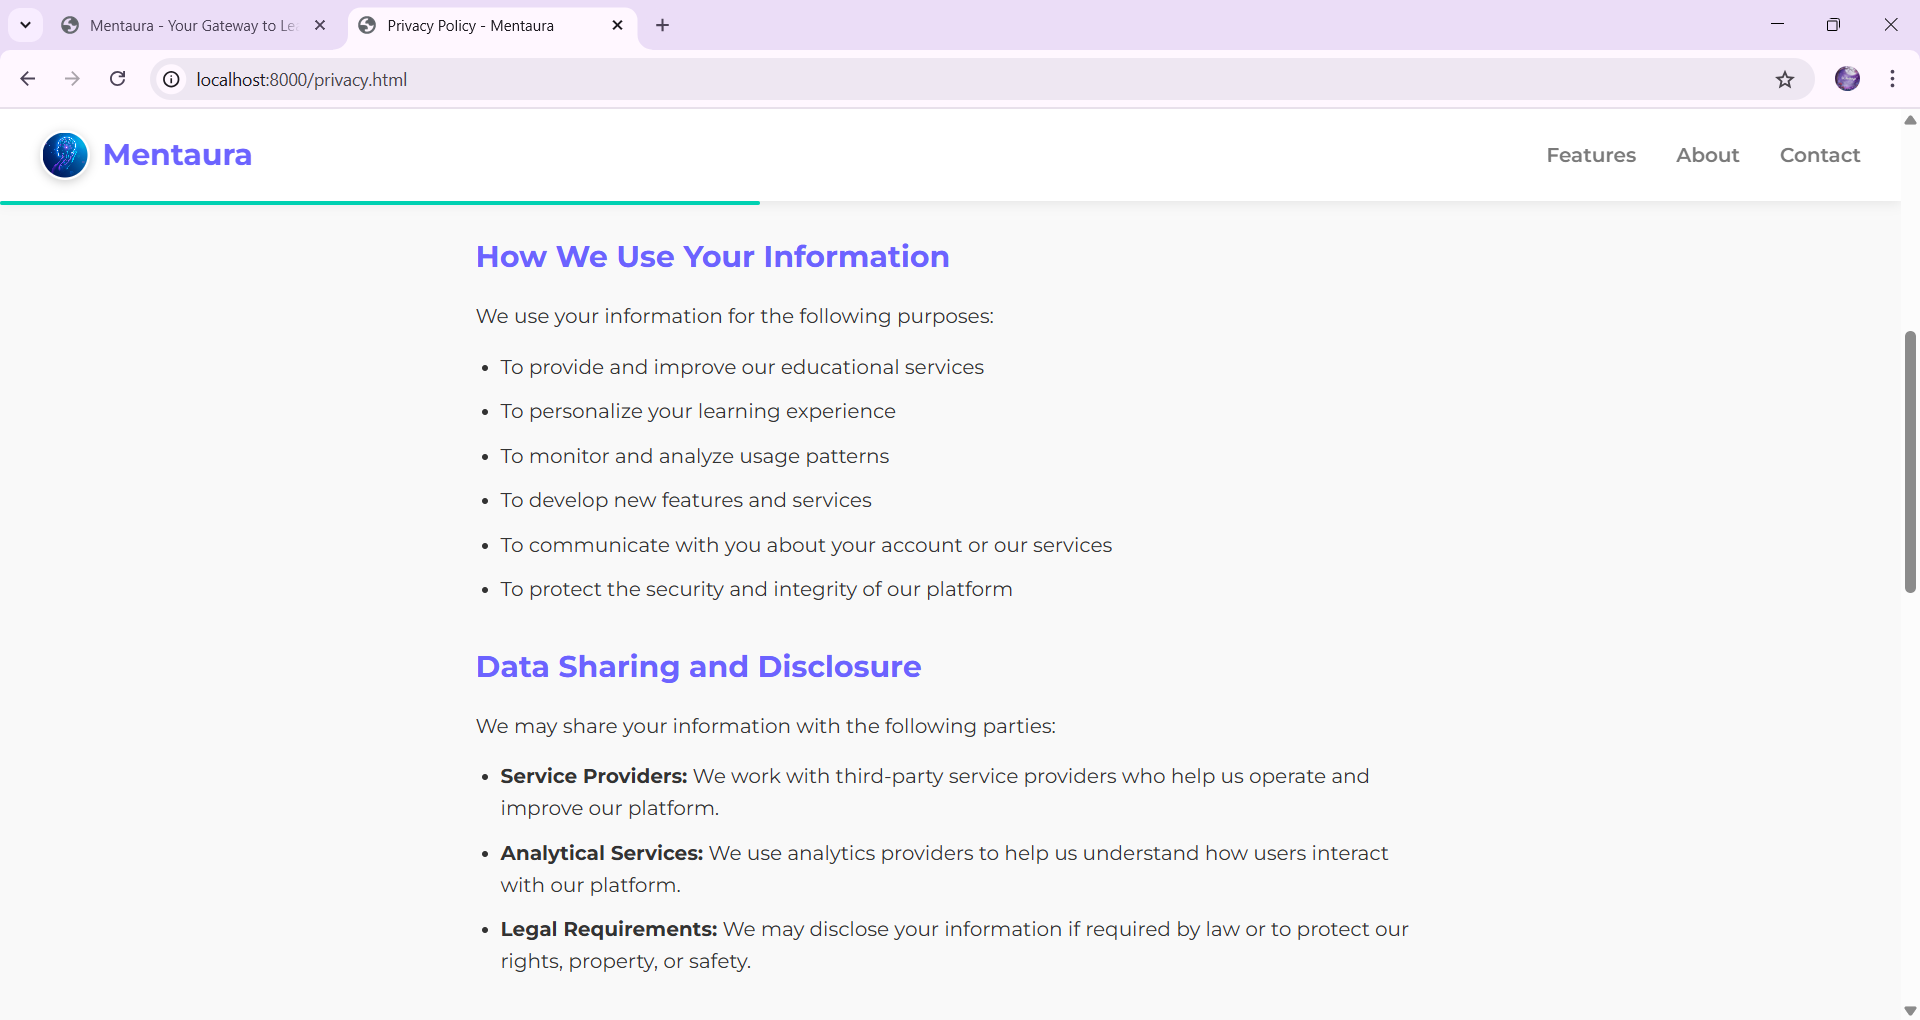 Mentaura - Your Gateway to Le
Privacy Policy - Mentaura
localhost:8000/privacy.html
Mentaura
Features
About
Contact
How We Use Your Information
We use your information for the following purposes:
• To provide and improve our educational services
• To personalize your learning experience
• To monitor and analyze usage patterns
• To develop new features and services
• To communicate with you about your account or our services
• To protect the security and integrity of our platform
Data Sharing and Disclosure
We may share your information with the following parties:
• Service Providers: We work with third-party service providers who help us operate and
improve our platform.
• Analytical Services: We use analytics providers to help us understand how users interact
with our platform.
• Legal Requirements: We may disclose your information if required by law or to protect our
rights, property, or safety.